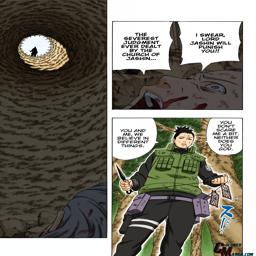 I SWEAR,
LORD
JASHIN WILL
PUNISH
YOU!!
THE
SEVEREST
JUDGMENT
EVER DEALT
BY THE
CHURCH OF
JASHIN.
YOU
DON'T
SCARE ME
A BIT.
NEITHER
DOES YOUR
GOD.
YOU AND ME, WE
BELIEVE IN
DIFFERENT
THINGS.